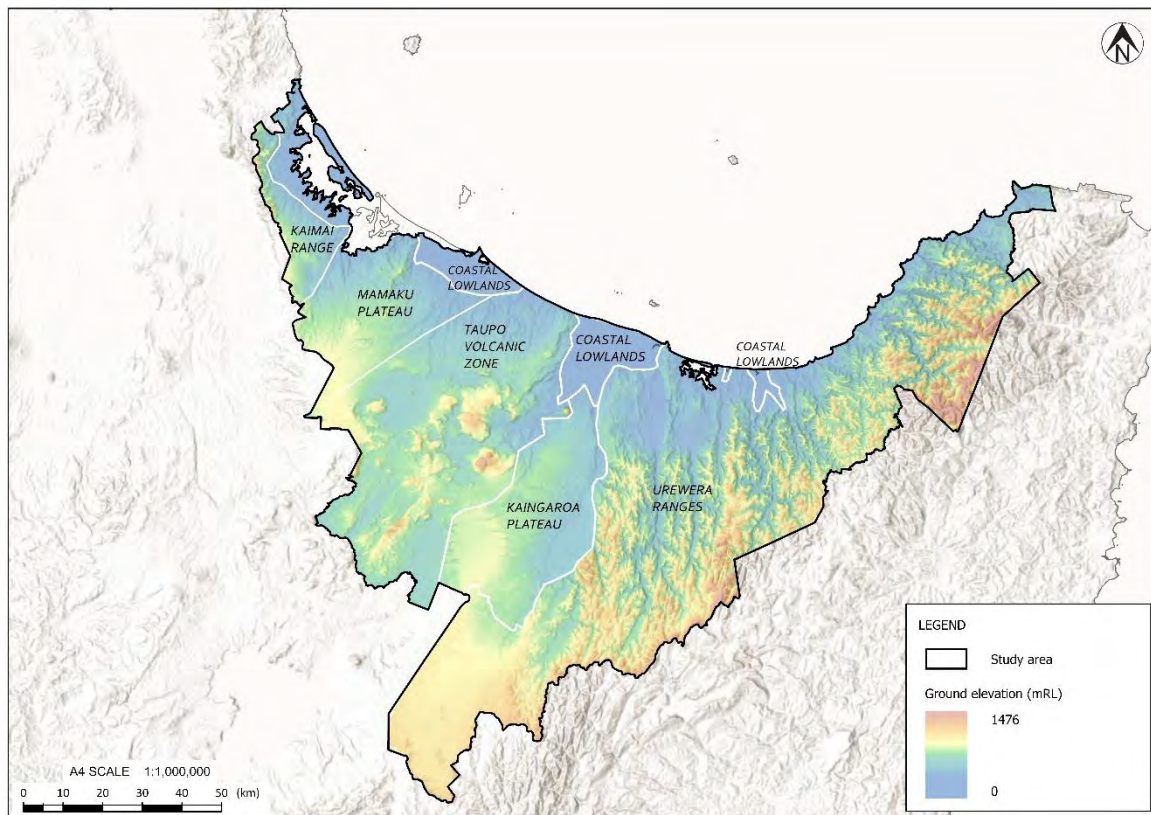 N
KAIMAI
RANGE
COASTAL
LOWLANDS
MAMAKU
PLATEAU
TAUPO
VOLCANIC
ZONE
COASTAL
LOWLANDS
COASTAL
LOWLANDS
KAINGAROA
PLATEAU
UREWERA
RANGES
LEGEND
Study area
Ground elevation (mRL)
1476
0
A4 SCALE 1:1,000,000
0 10 20 30 40 50 (km)